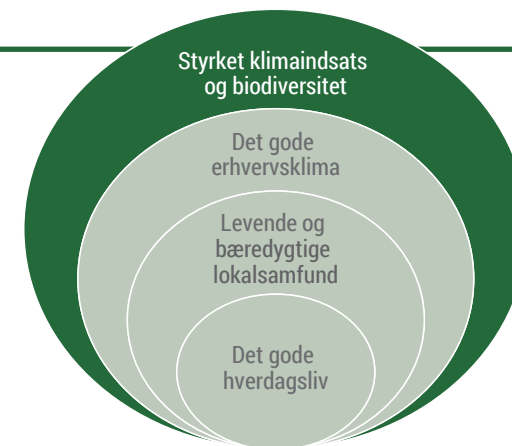 Styrket klimaindsats
og biodiversitet
Det gode
erhvervsklima
Levende og
bæredygtige
lokalsamfund
Det gode
hverdagsliv